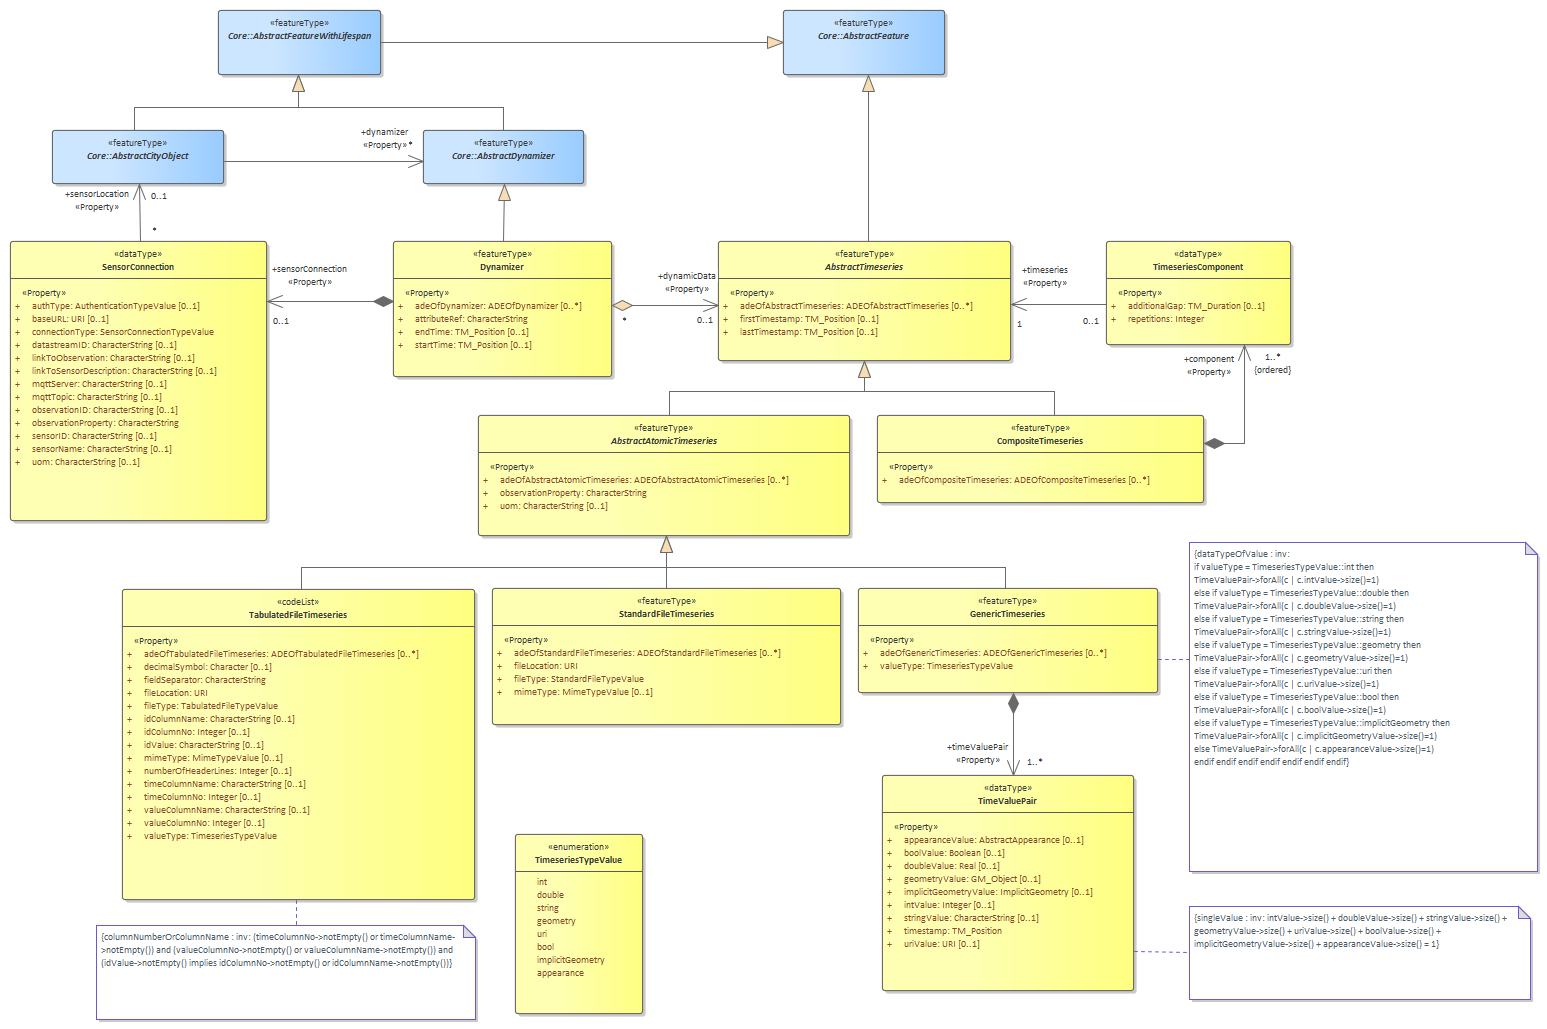 «featureType»
Core::AbstractFeatureWithLifespan
«featureType»
Core::AbstractFeature
«featureType»
Core::AbstractCityObject
+dynamizer
«Property» *
«featureType»
Core::AbstractDynamizer
+sensorLocation
«Property»
0..1
*
«dataType»
SensorConnection
«Property»
+ authType: AuthenticationTypeValue [0..1]
+ baseURL: URI [0..1]
+ connectionType: SensorConnectionTypeValue
+ datastreamID: CharacterString [0..1]
+ linkToObservation: CharacterString [0..1]
+ linkToSensorDescription: CharacterString [0..1]
+ mqttServer: CharacterString [0..1]
+ mqttTopic: CharacterString [0..1]
+ observationID: CharacterString [0..1]
+ observationProperty: CharacterString
+ sensorID: CharacterString [0..1]
+ sensorName: CharacterString [0..1]
+ uom: CharacterString [0..1]
+sensorConnection
«Property»
0..1
«featureType»
Dynamizer
«Property»
+ adeOfDynamizer: ADEOfDynamizer [0..*]
+ attributeRef: CharacterString
+ endTime: TM_Position [0..1]
+ startTime: TM_Position [0..1]
+dynamicData
«Property»
*
0..1
«featureType»
AbstractTimeseries
«Property»
+ adeOfAbstractTimeseries: ADEOfAbstractTimeseries [0..*]
+ firstTimestamp: TM_Position [0..1]
+ lastTimestamp: TM_Position [0..1]
+timeseries
«Property»
1
0..1
«dataType»
TimeseriesComponent
«Property»
+ additionalGap: TM_Duration [0..1]
+ repetitions: Integer
+component
«Property»
1..*
{ordered}
«featureType»
AbstractAtomicTimeseries
«Property»
+ adeOfAbstractAtomicTimeseries: ADEOfAbstractAtomicTimeseries [0..*]
+ observationProperty: CharacterString
+ uom: CharacterString [0..1]
«featureType»
CompositeTimeseries
«Property»
+ adeOfCompositeTimeseries: ADEOfCompositeTimeseries [0..*]
«codeList»
TabulatedFileTimeseries
«Property»
+ adeOfTabulatedFileTimeseries: ADEOfTabulatedFileTimeseries [0..*]
+ decimalSymbol: Character [0..1]
+ fieldSeparator: CharacterString
+ fileLocation: URI
+ fileType: TabulatedFileTypeValue
+ idColumnName: CharacterString [0..1]
+ idColumnNo: Integer [0..1]
+ idValue: CharacterString [0..1]
+ mimeType: MimeTypeValue [0..1]
+ numberOfHeaderLines: Integer [0..1]
+ timeColumnName: CharacterString [0..1]
+ timeColumnNo: Integer [0..1]
+ valueColumnName: CharacterString [0..1]
+ valueColumnNo: Integer [0..1]
+ valueType: TimeseriesTypeValue
«featureType»
StandardFileTimeseries
«Property»
+ adeOfStandardFileTimeseries: ADEOfStandardFileTimeseries [0..*]
+ fileLocation: URI
+ fileType: StandardFileTypeValue
+ mimeType: MimeTypeValue [0..1]
«featureType»
GenericTimeseries
«Property»
+ adeOfGenericTimeseries: ADEOfGenericTimeseries [0..*]
+ valueType: TimeseriesTypeValue
{dataTypeOfValue : inv:
if valueType = TimeseriesTypeValue::int then
TimeValuePair->forAll(c | c.intValue->size()=1)
else if valueType = TimeseriesTypeValue::double then
TimeValuePair->forAll(c | c.doubleValue->size()=1)
else if valueType = TimeseriesTypeValue::string then
TimeValuePair->forAll(c | c.stringValue->size()=1)
else if valueType = TimeseriesTypeValue::geometry then
TimeValuePair->forAll(c | c.geometryValue->size()=1)
else if valueType = TimeseriesTypeValue::uri then
TimeValuePair->forAll(c | c.uriValue->size()=1)
else if valueType = TimeseriesTypeValue::bool then
TimeValuePair->forAll(c | c.boolValue->size()=1)
else if valueType = TimeseriesTypeValue::implicitGeometry then
TimeValuePair->forAll(c | c.implicitGeometryValue->size()=1)
else TimeValuePair->forAll(c | c.appearanceValue->size()=1)
endif endif endif endif endif endif endif}
+timeValuePair
«Property»
1..*
«dataType»
TimeValuePair
«Property»
+ appearanceValue: AbstractAppearance [0..1]
+ boolValue: Boolean [0..1]
+ doubleValue: Real [0..1]
+ geometryValue: GM_Object [0..1]
+ implicitGeometryValue: ImplicitGeometry [0..1]
+ intValue: Integer [0..1]
+ stringValue: CharacterString [0..1]
+ timestamp: TM_Position
+ uriValue: URI [0..1]
«enumeration»
TimeseriesTypeValue
int
double
string
geometry
uri
bool
implicitGeometry
appearance
{columnNumberOrColumnName : inv: (timeColumnNo->notEmpty() or timeColumnName-
>notEmpty()) and (valueColumnNo->notEmpty() or valueColumnName->notEmpty()) and
(idValue->notEmpty() implies idColumnNo->notEmpty() or idColumnName->notEmpty())}
{singleValue : inv: intValue->size() + doubleValue->size() + stringValue->size() +
geometryValue->size() + uriValue->size() + boolValue->size() +
implicitGeometryValue->size() + appearanceValue->size() = 1}